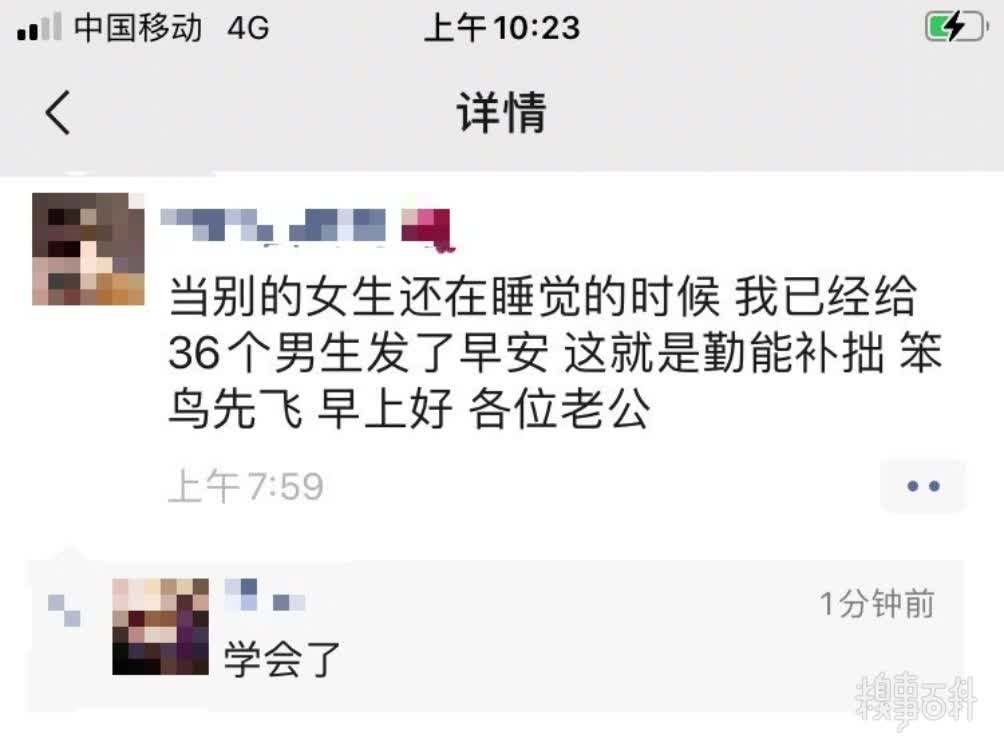 中国移动 4G 上午10:23
详情
当别的女生还在睡觉的时候 我已经给
36个男生发了早安 这就是勤能补拙 笨
鸟先飞 早上好 各位老公
上午7:59
1分钟前
学会了
糗事百科